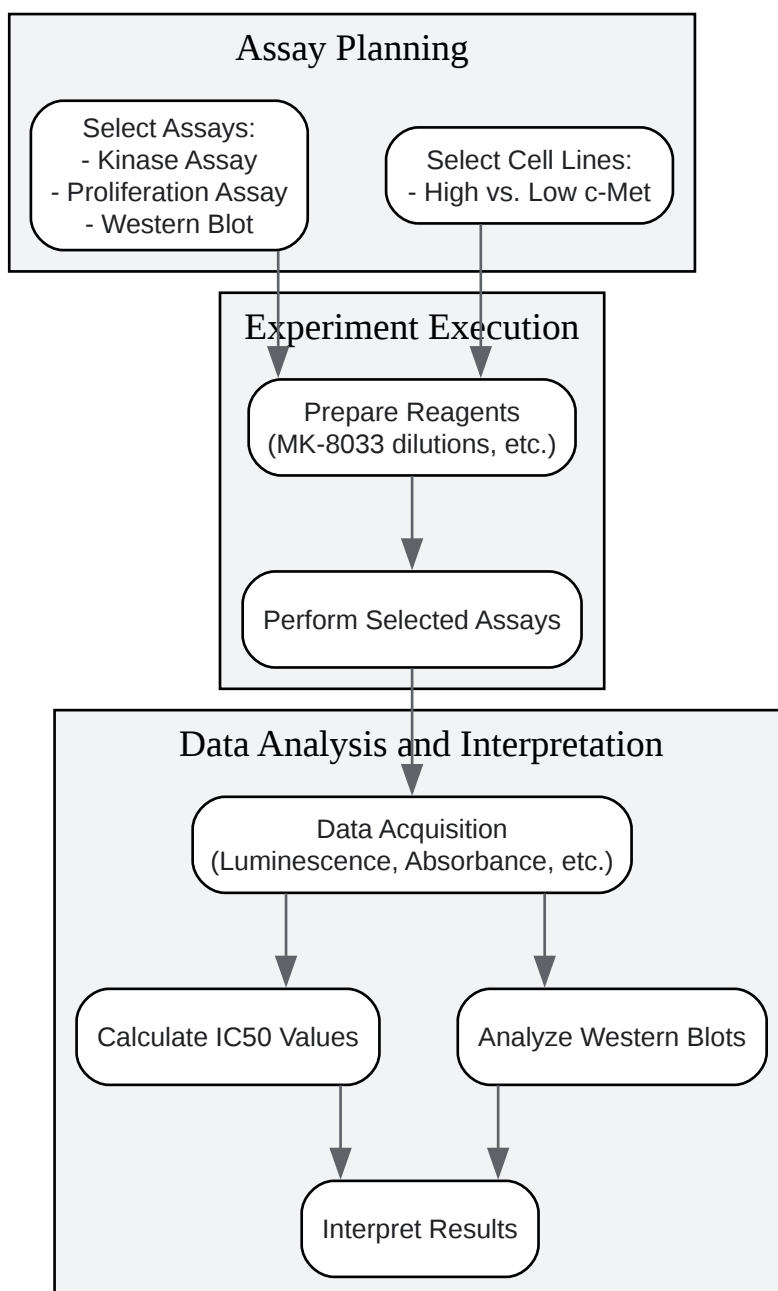 Assay Planning
Select Assays:
- Kinase Assay
- Proliferation Assay
- Western Blot
Select Cell Lines:
- High vs. Low c-Met
Experiment Execution
Prepare Reagents
(MK-8033 dilutions, etc.)
Perform Selected Assays
Data Analysis and Interpretation
Data Acquisition
(Luminescence, Absorbance, etc.)
Calculate IC50 Values
Analyze Western Blots
Interpret Results